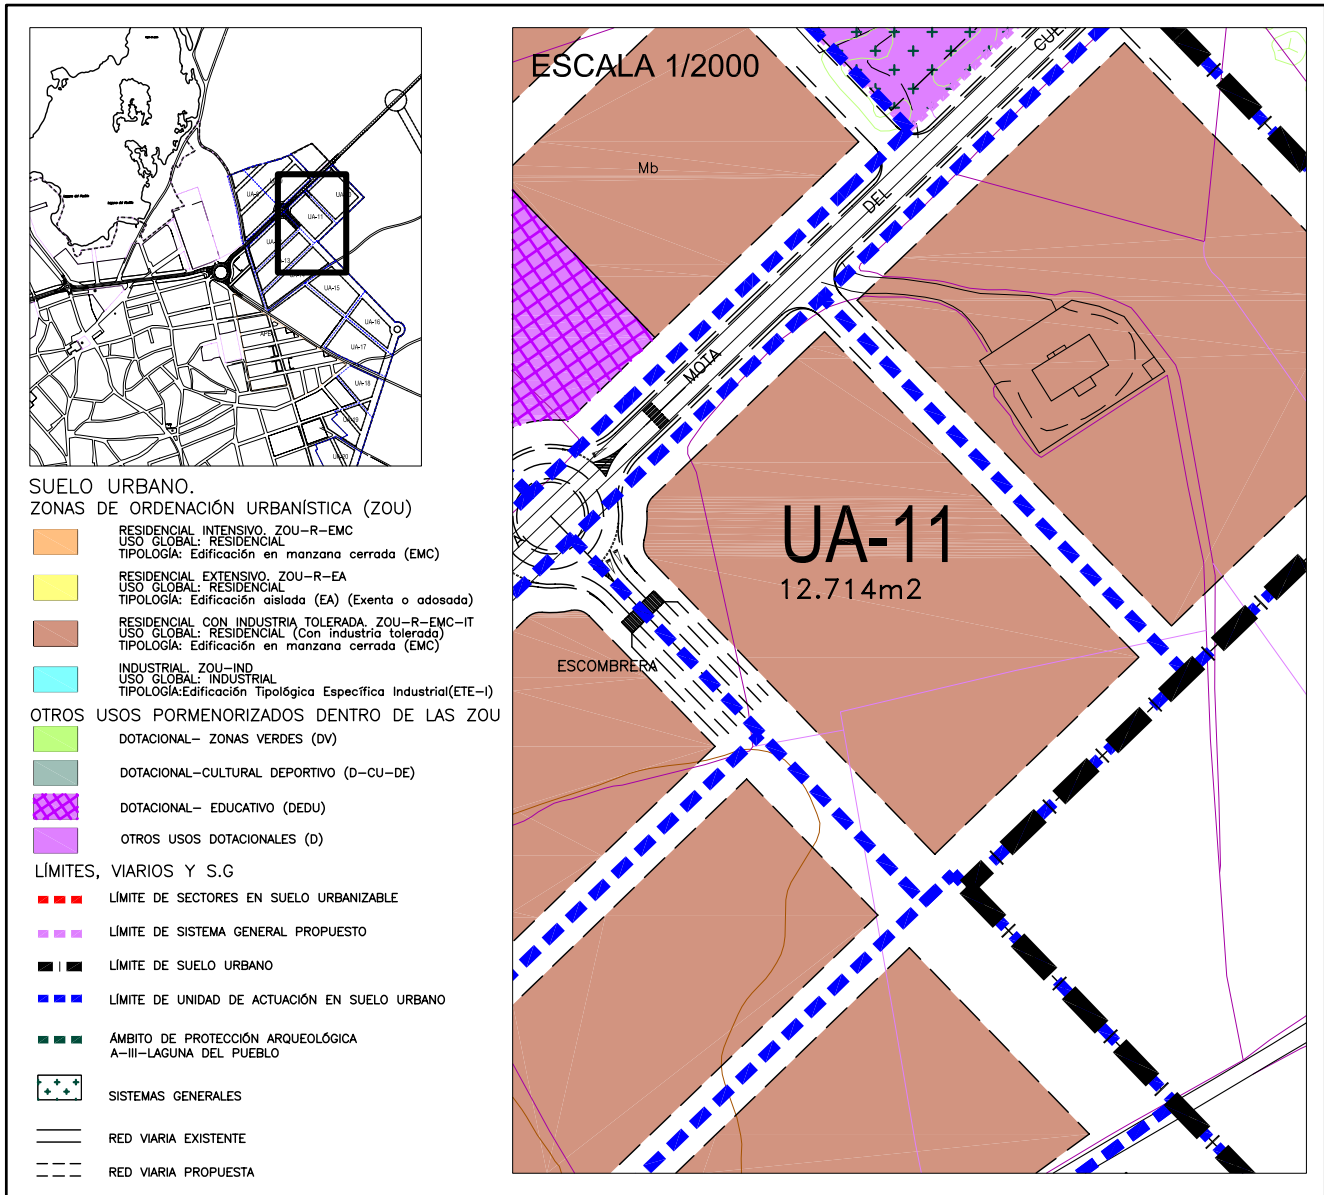 ESCALA 1/2000
CUE
Mb
DEL
MOTA
UA-11
12.714m2
ESCOMBRERA
UA-11
UA-15
UA-16
UA-17
UA-18
UA-19
UA-20
SUELO URBANO.
ZONAS DE ORDENACIÓN URBANÍSTICA (ZOU)
RESIDENCIAL INTENSIVO. ZOU-R-EMC
USO GLOBAL: RESIDENCIAL
TIPOLOGÍA: Edificación en manzana cerrada (EMC)
RESIDENCIAL EXTENSIVO. ZOU-R-EA
USO GLOBAL: RESIDENCIAL
TIPOLOGÍA: Edificación aislada (EA) (Exenta o adosada)
RESIDENCIAL CON INDUSTRIA TOLERADA. ZOU-R-EMC-IT
USO GLOBAL: RESIDENCIAL (Con industria tolerada)
TIPOLOGÍA: Edificación en manzana cerrada (EMC)
INDUSTRIAL. ZOU-IND
USO GLOBAL: INDUSTRIAL
TIPOLOGÍA:Edificación Tipológica Específica Industrial(ETE-I)
OTROS USOS PORMENORIZADOS DENTRO DE LAS ZOU
DOTACIONAL- ZONAS VERDES (DV)
DOTACIONAL-CULTURAL DEPORTIVO (D-CU-DE)
DOTACIONAL- EDUCATIVO (DEDU)
OTROS USOS DOTACIONALES (D)
LÍMITES, VIARIOS Y S.G
LÍMITE DE SECTORES EN SUELO URBANIZABLE
LÍMITE DE SISTEMA GENERAL PROPUESTO
LÍMITE DE SUELO URBANO
LÍMITE DE UNIDAD DE ACTUACIÓN EN SUELO URBANO
ÁMBITO DE PROTECCIÓN ARQUEOLÓGICA
A-III-LAGUNA DEL PUEBLO
SISTEMAS GENERALES
RED VIARIA EXISTENTE
RED VIARIA PROPUESTA